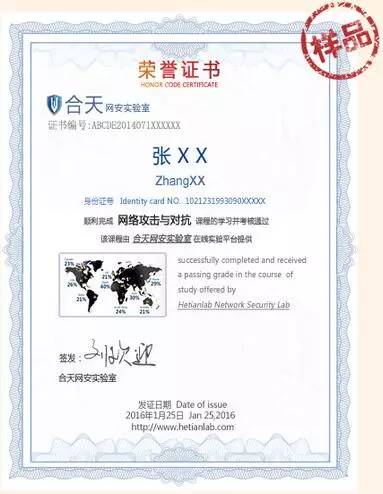 样品
荣誉证书
HONOR CODE CERTIFICATE
合天网安实验室
证书编号:ABCDE2014071XXXXXX
张 X X
ZhangXX
身份证号 Identity card NO. 1021231993090XXXXX
顺利完成 网络攻击与对抗 课程的学习并考核通过
该课程由 合天网安实验室 在线实验平台提供
successfully completed and received
a passing grade in the course of
study offered by
Hetianlab Network Security Lab
23%
26%
21%
40%
29%
30%
24%
21%
签发:
合天网安实验室
发证日期 Date of issue
2016年1月25日 Jan 25,2016
http://www.hetianlab.com